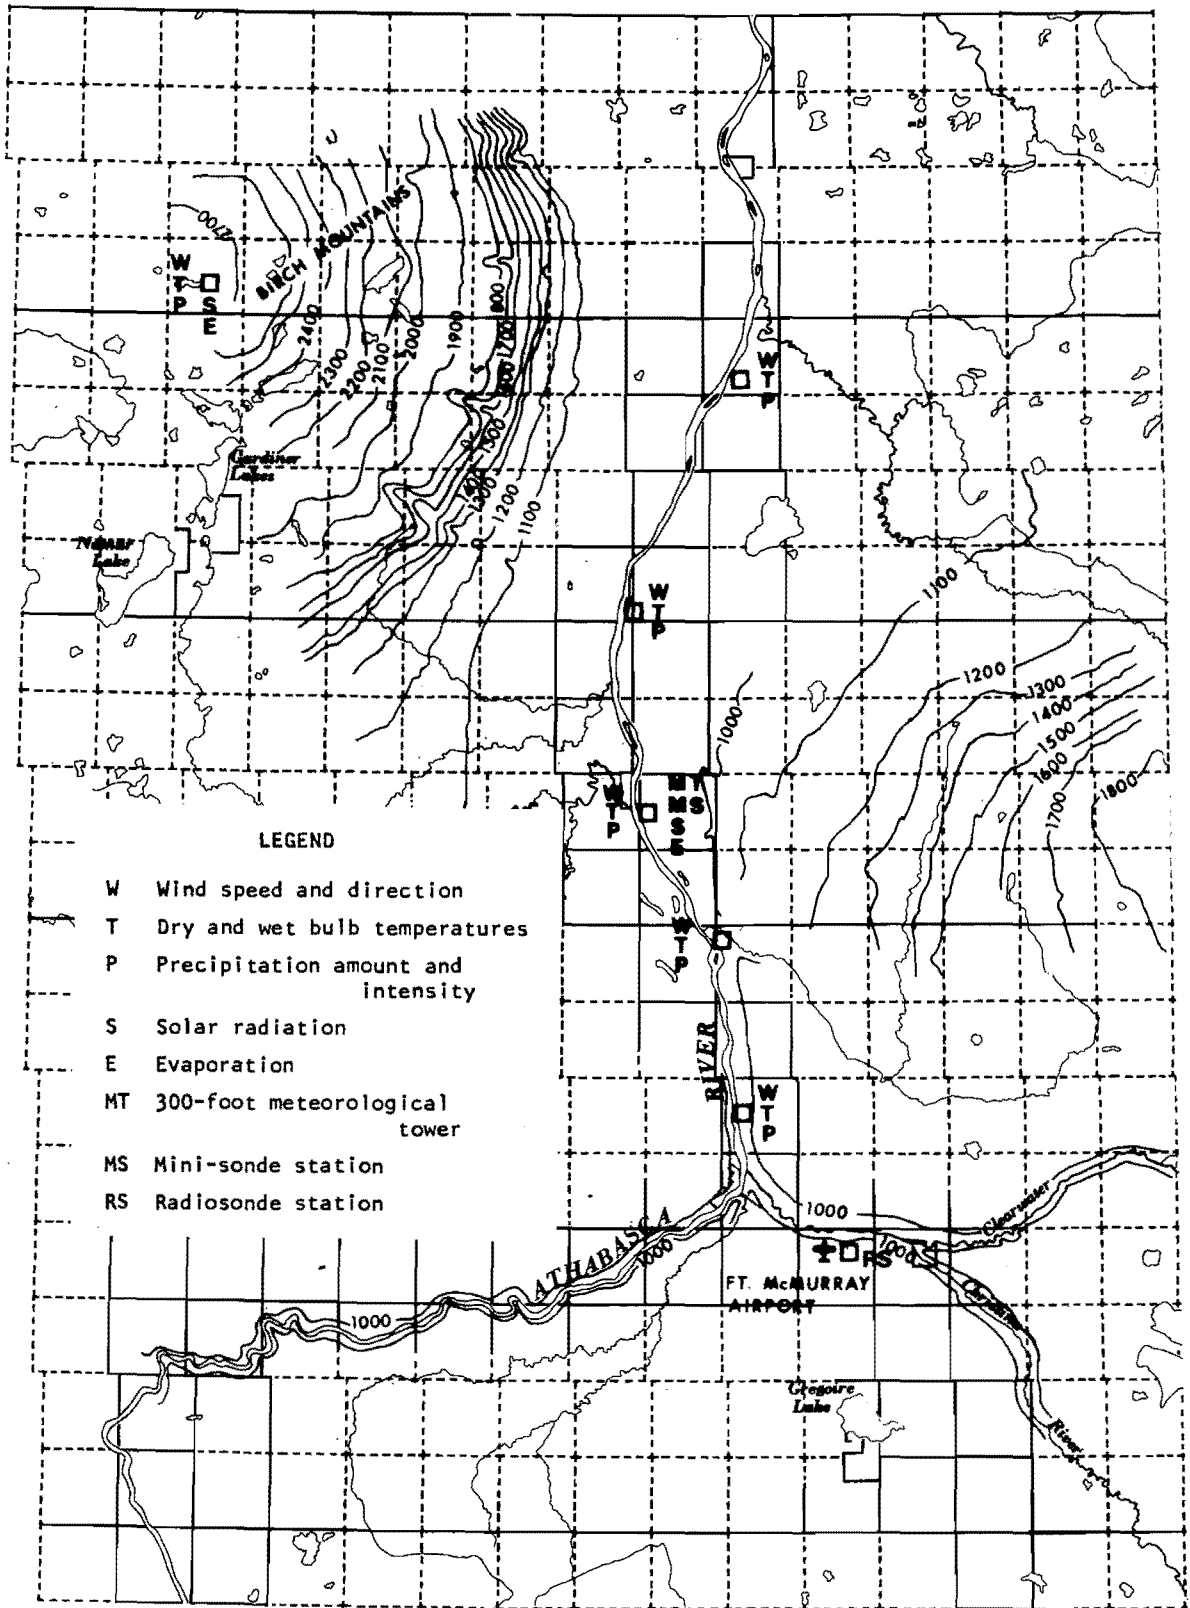 2700
BIRCH MOUNTAINS
W
T
P
S
E
2400
2300
2200
2100
2000
1900
1700
1500
1300
1200
1100
W
T
P
Gardiner
Lakes
Lake
W
T
P
1100
1200
1300
1400
1500
1600
1700
1800
1000
W
T
P
MT
MS
S
E
LEGEND
W Wind speed and direction
T Dry and wet bulb temperatures
P Precipitation amount and
intensity
S Solar radiation
E Evaporation
MT 300-foot meteorological
tower
MS Mini-sonde station
RS Radiosonde station
W
T
P
RIVER
W
T
P
ATHABASCA
1000
1000
1000
Clearwater
RS
1000
FT. McMURRAY
AIRPORT
Gregoire
Lake
River